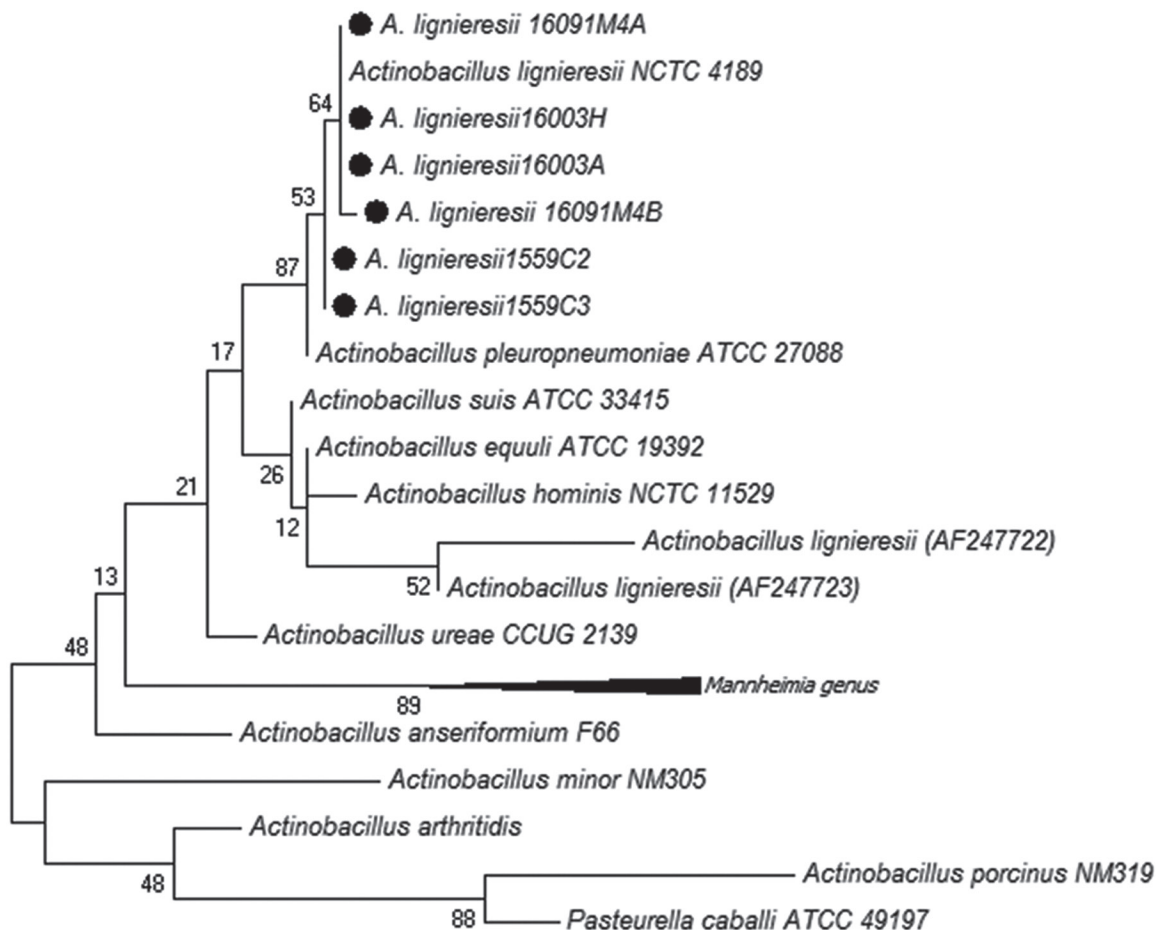 A. lignieresii 16091M4A
Actinobacillus lignieresii NCTC 4189
64
A. lignieresii16003H
A. lignieresii16003A
53
A. lignieresii 16091M4B
A. lignieresii1559C2
87
A. lignieresii1559C3
Actinobacillus pleuropneumoniae ATCC 27088
17
Actinobacillus suis ATCC 33415
Actinobacillus equuli ATCC 19392
26
Actinobacillus hominis NCTC 11529
21
12
Actinobacillus lignieresii (AF247722)
13
52
Actinobacillus lignieresii (AF247723)
Actinobacillus ureae CCUG 2139
48
Mannheimia genus
89
Actinobacillus anseriformium F66
Actinobacillus minor NM305
Actinobacillus arthritidis
48
Actinobacillus porcinus NM319
88
Pasteurella caballi ATCC 49197